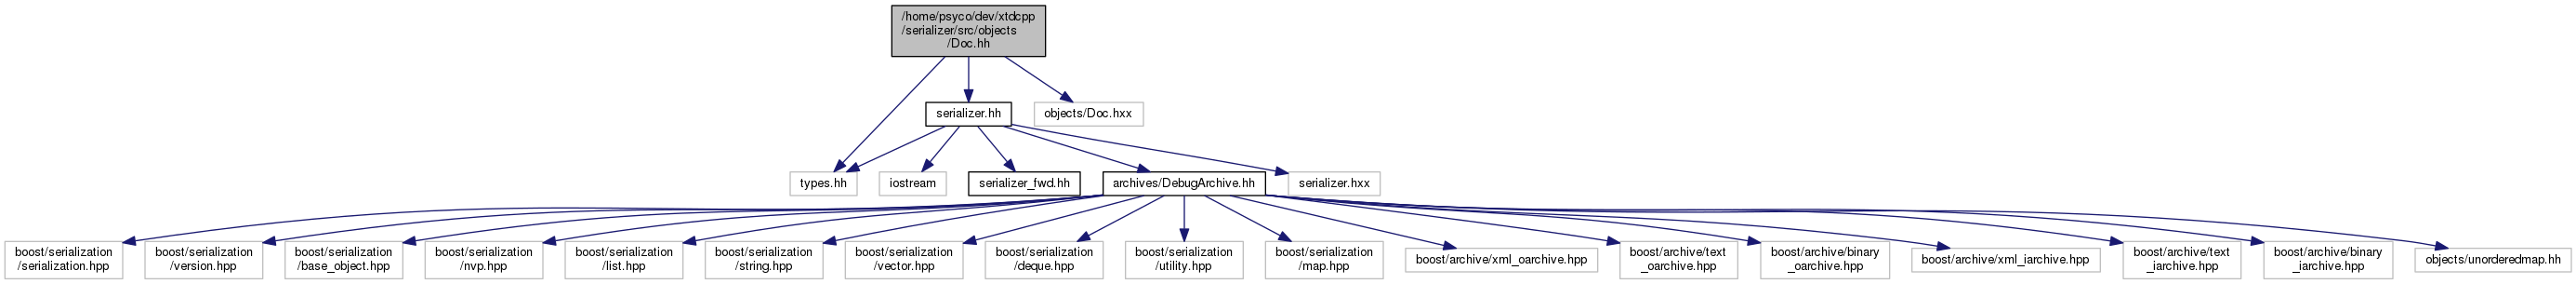 /home/psyco/dev/xtdcpp
/serializer/src/objects
/Doc.hh
serializer.hh
objects/Doc.hxx
types.hh
iostream
serializer_fwd.hh
archives/DebugArchive.hh
serializer.hxx
boost/serialization
/serialization.hpp
boost/serialization
/version.hpp
boost/serialization
/base_object.hpp
boost/serialization
/nvp.hpp
boost/serialization
/list.hpp
boost/serialization
/string.hpp
boost/serialization
/vector.hpp
boost/serialization
/deque.hpp
boost/serialization
/utility.hpp
boost/serialization
/map.hpp
boost/archive/xml_oarchive.hpp
boost/archive/text
_oarchive.hpp
boost/archive/binary
_oarchive.hpp
boost/archive/xml_iarchive.hpp
boost/archive/text
_iarchive.hpp
boost/archive/binary
_iarchive.hpp
objects/unorderedmap.hh